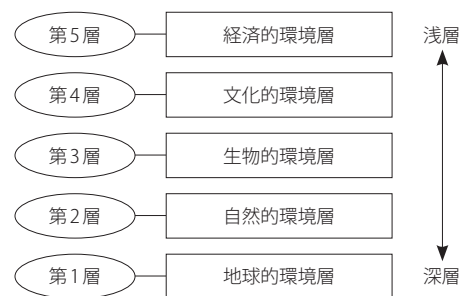 第5層 経済的環境層 浅層
第4層 文化的環境層
第3層 生物的環境層
第2層 自然的環境層
第1層 地球的環境層 深層